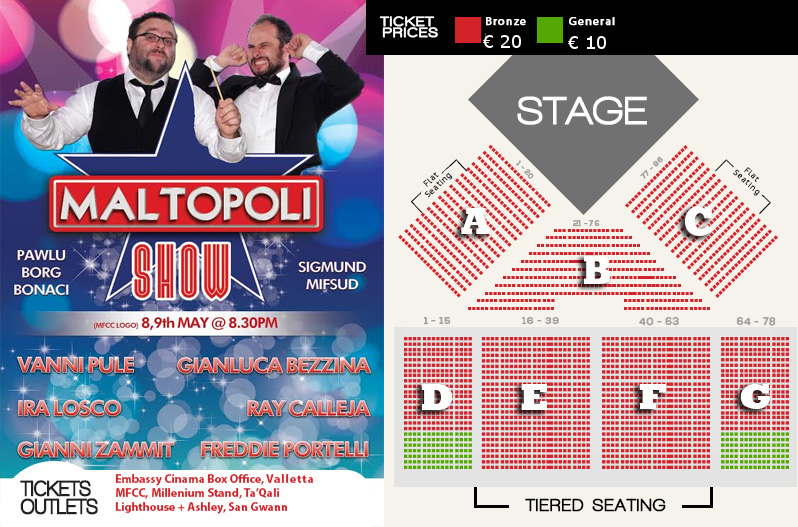 MALTOPOLI
SHOW
PAWLU
BORG
BONACI
SIGMUND
MIFSUD
(MFCC LOGO) 8,9th MAY @ 8.30PM
VANNI PULE GIANLUCA BEZZINA
IRA LOSCO RAY CALLEJA
GIANNI ZAMMIT FREDDIE PORTELLI
TICKETS
OUTLETS
Embassy Cinama Box Office, Valletta
MFCC, Millenium Stand, Ta'Qali
Lighthouse + Ashley, San Gwann
TICKET
PRICES
Bronze
€ 20
General
€ 10
STAGE
Flat
Seating
1 - 20
77 - 96
Flat
Seating
A
21 - 76
B
C
1 - 15
16 - 39
40 - 63
64 - 78
D
E
F
G
TIERED SEATING